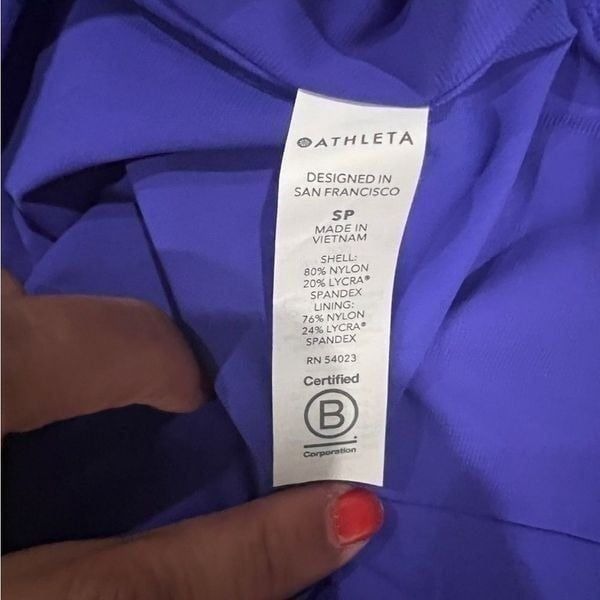 ATHLETA
DESIGNED IN
SAN FRANCISCO
SP
MADE IN
VIETNAM
SHELL:
80% NYLON
20% LYCRA®
SPANDEX
LINING:
76% NYLON
24% LYCRA®
SPANDEX
RN 54023
Certified
B
Corporation